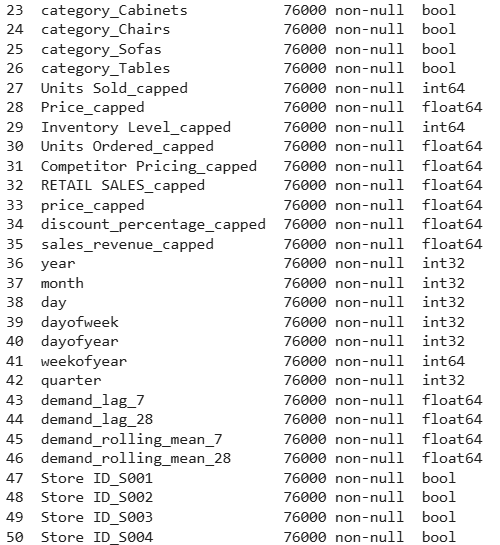 23 category_Cabinets 76000 non-null bool
24 category_Chairs 76000 non-null bool
25 category_Sofas 76000 non-null bool
26 category_Tables 76000 non-null bool
27 Units Sold_capped 76000 non-null int64
28 Price_capped 76000 non-null float64
29 Inventory Level_capped 76000 non-null int64
30 Units Ordered_capped 76000 non-null float64
31 Competitor Pricing_capped 76000 non-null float64
32 RETAIL SALES_capped 76000 non-null float64
33 price_capped 76000 non-null float64
34 discount_percentage_capped 76000 non-null float64
35 sales_revenue_capped 76000 non-null float64
36 year 76000 non-null int32
37 month 76000 non-null int32
38 day 76000 non-null int32
39 dayofweek 76000 non-null int32
40 dayofyear 76000 non-null int32
41 weekofyear 76000 non-null int64
42 quarter 76000 non-null int32
43 demand_lag_7 76000 non-null float64
44 demand_lag_28 76000 non-null float64
45 demand_rolling_mean_7 76000 non-null float64
46 demand_rolling_mean_28 76000 non-null float64
47 Store ID_S001 76000 non-null bool
48 Store ID_S002 76000 non-null bool
49 Store ID_S003 76000 non-null bool
50 Store ID_S004 76000 non-null bool